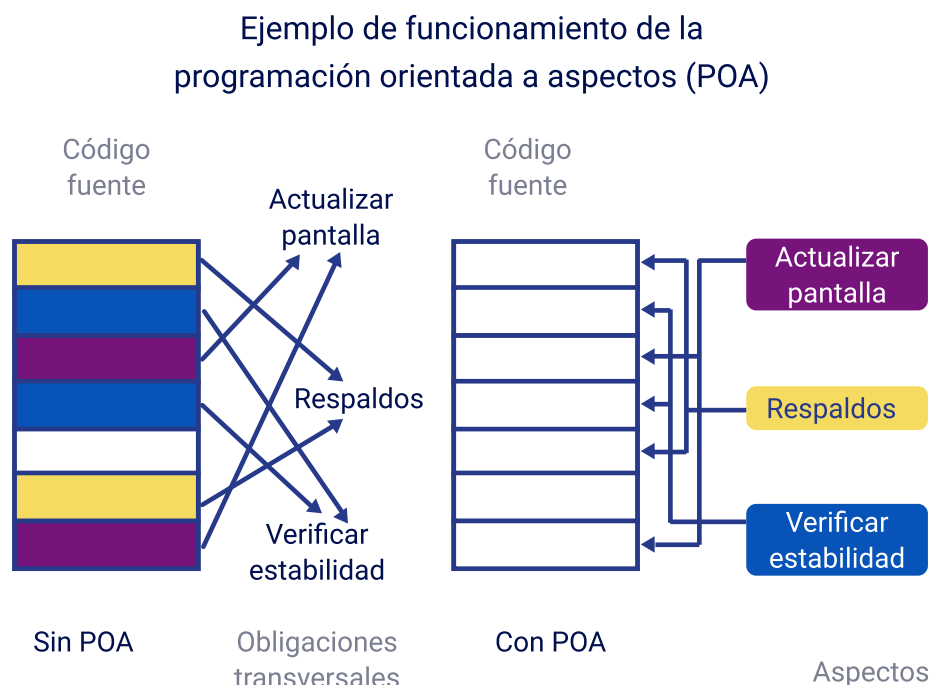 Ejemplo de funcionamiento de la
programación orientada a aspectos (POA)
Código
fuente
Actualizar
pantalla
Respaldos
Verificar
estabilidad
Sin POA
Obligaciones
transversales
Código
fuente
Actualizar
pantalla
Respaldos
Verificar
estabilidad
Con POA
Aspectos